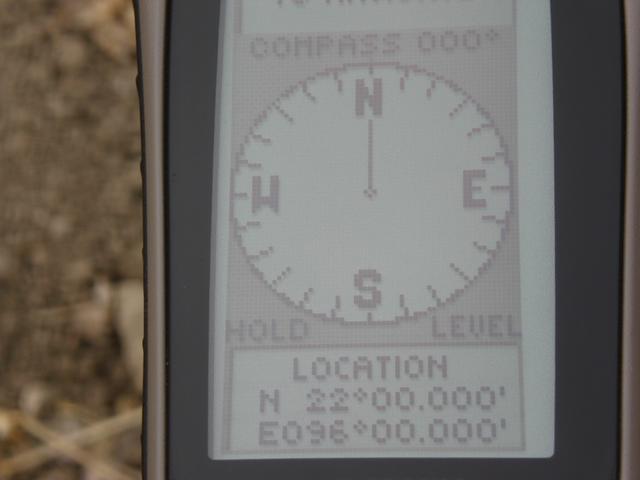 COMPASS 000°
N
W E
S
HOLD LEVEL
LOCATION
N 22°00.000'
E096°00.000'